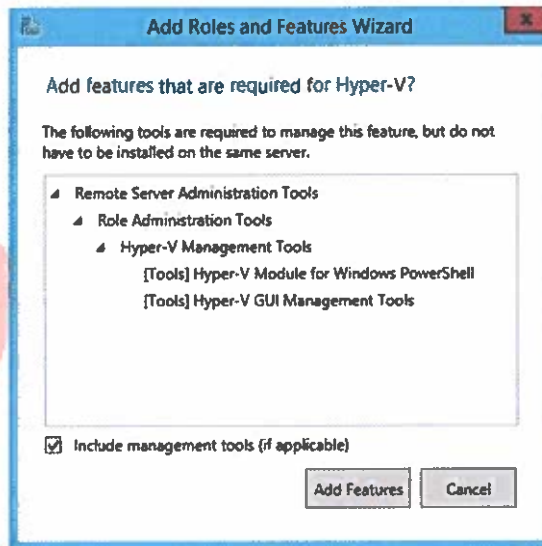 Add Roles and Features Wizard
Add features that are required for Hyper-V?
The following tools are required to manage this feature, but do not
have to be installed on the same server.
Remote Server Administration Tools
Role Administration Tools
Hyper-V Management Tools
[Tools] Hyper-V Module for Windows PowerShell
[Tools] Hyper-V GUI Management Tools
Include management tools (if applicable)
Add Features Cancel